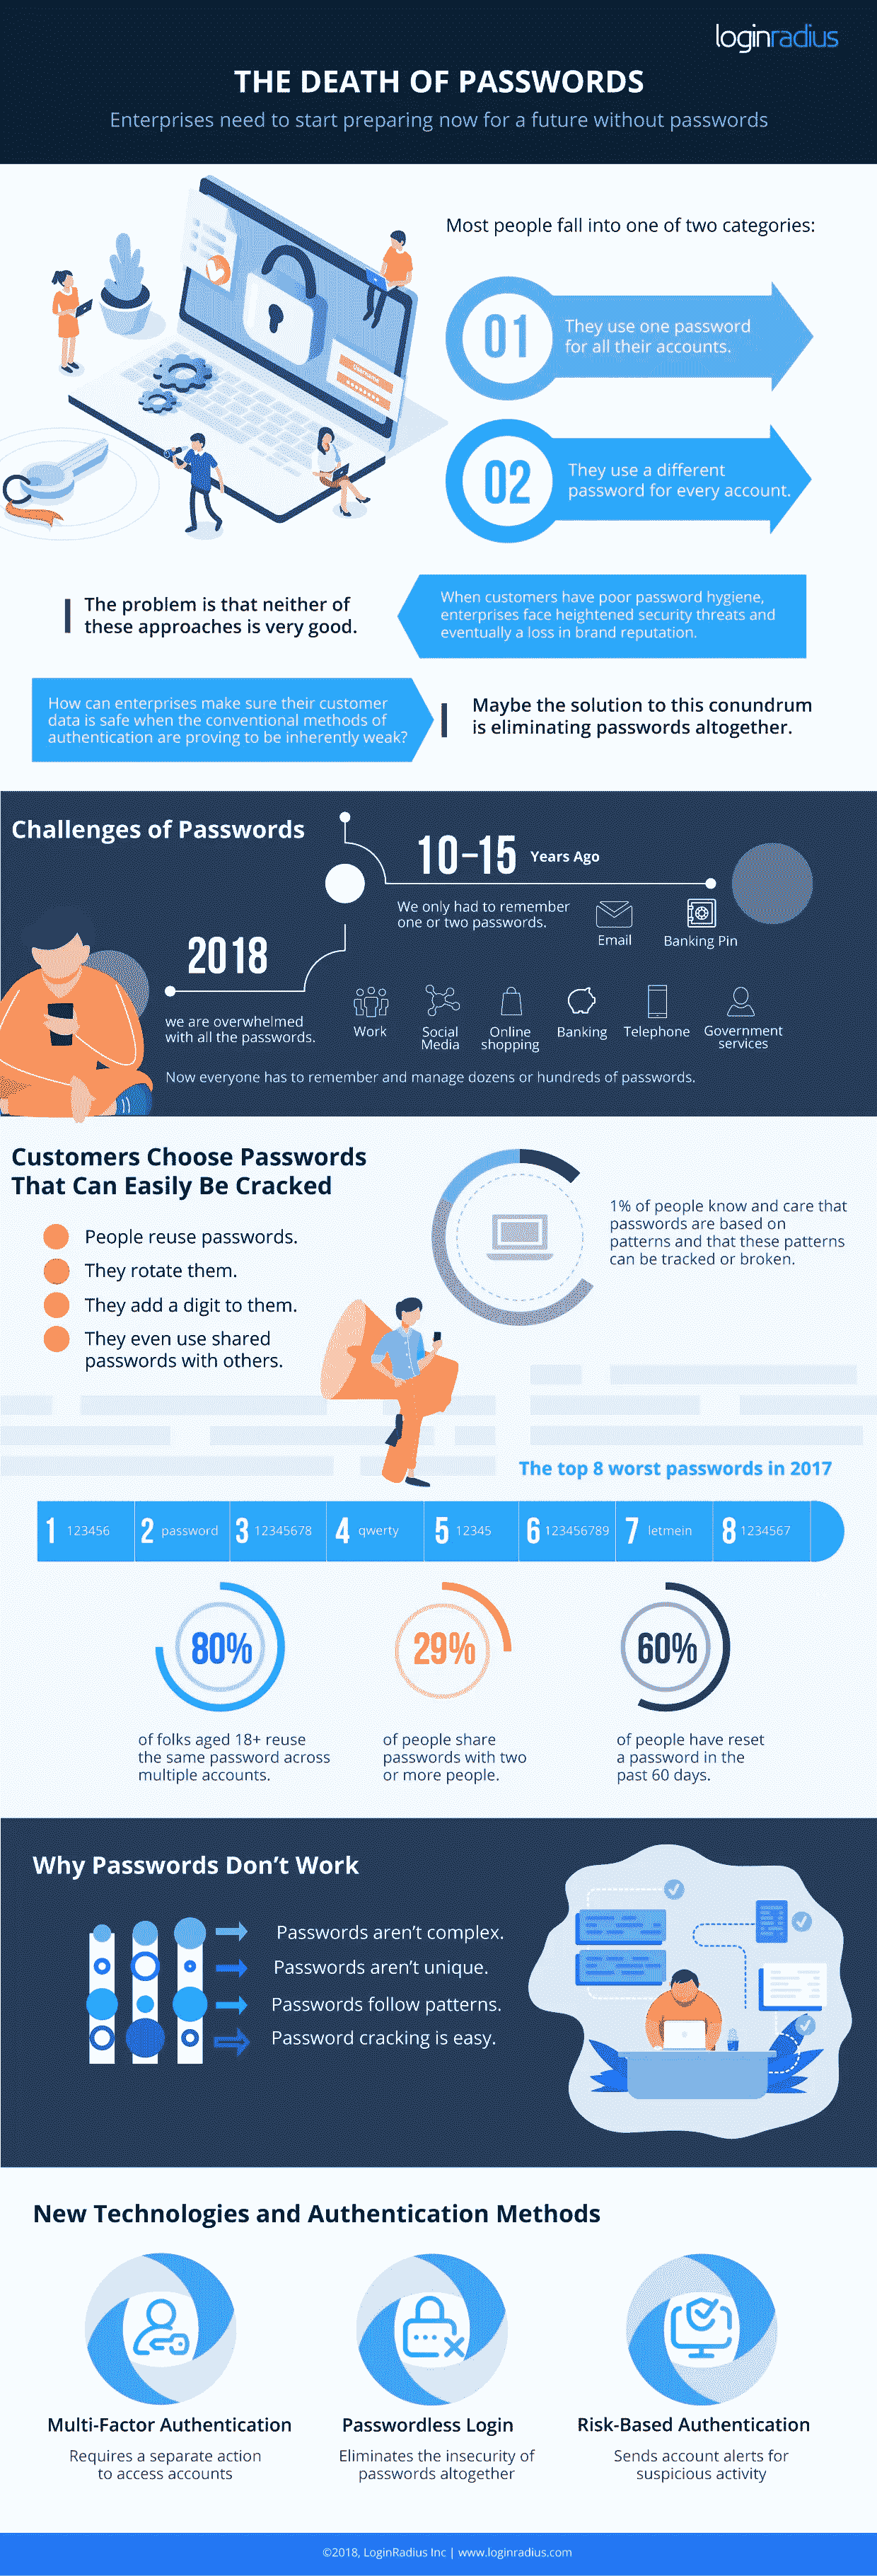 loginradius
THE DEATH OF PASSWORDS
Enterprises need to start preparing now for a future without passwords
Most people fall into one of two categories:
Username
01
They use one password
for all their accounts.
02
They use a different
password for every account.
The problem is that neither of
these approaches is very good.
When customers have poor password hygiene,
enterprises face heightened security threats and
eventually a loss in brand reputation.
How can enterprises make sure their customer
data is safe when the conventional methods of
authentication are proving to be inherently weak?
Maybe the solution to this conundrum
is eliminating passwords altogether.
Challenges of Passwords
10-15 Years Ago
We only had to remember
one or two passwords.
Email
Banking Pin
2018
we are overwhelmed
with all the passwords.
Work
Social
Media
Online
shopping
Banking
Telephone
Government
services
Now everyone has to remember and manage dozens or hundreds of passwords.
Customers Choose Passwords
That Can Easily Be Cracked
People reuse passwords.
They rotate them.
They add a digit to them.
They even use shared
passwords with others.
1% of people know and care that
passwords are based on
patterns and that these patterns
can be tracked or broken.
The top 8 worst passwords in 2017
1 123456
2 password
3 12345678
4 qwerty
5 12345
6 123456789
7 letmein
8 1234567
80%
of folks aged 18+ reuse
the same password across
multiple accounts.
29%
of people share
passwords with two
or more people.
60%
of people have reset
a password in the
past 60 days.
Why Passwords Don't Work
Passwords aren't complex.
Passwords aren't unique.
Passwords follow patterns.
Password cracking is easy.
New Technologies and Authentication Methods
Multi-Factor Authentication
Requires a separate action
to access accounts
Passwordless Login
Eliminates the insecurity of
passwords altogether
Risk-Based Authentication
Sends account alerts for
suspicious activity
©2018, LoginRadius Inc | www.loginradius.com